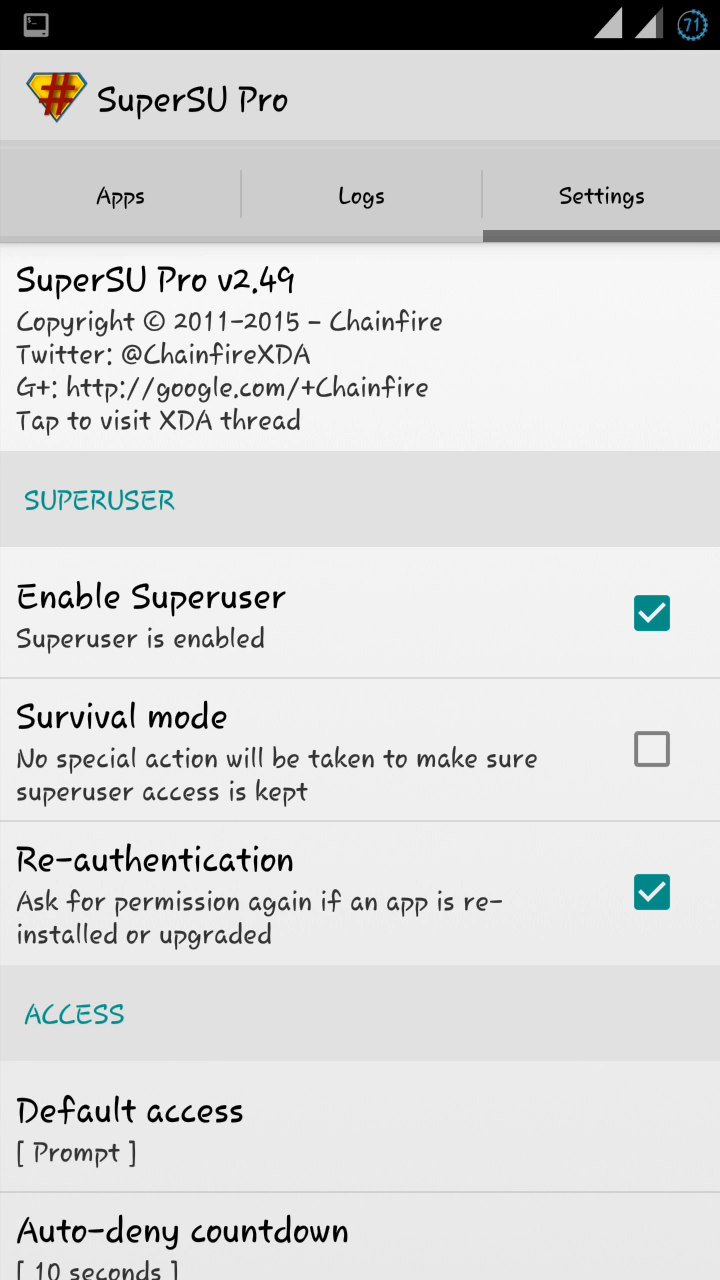 71
SuperSU Pro
Apps
Logs
Settings
SuperSU Pro v2.49
Copyright © 2011-2015 - Chainfire
Twitter: @ChainfireXDA
G+: http://google.com/+Chainfire
Tap to visit XDA thread
SUPERUSER
Enable Superuser
Superuser is enabled
Survival mode
No special action will be taken to make sure
superuser access is kept
Re-authentication
Ask for permission again if an app is re-
installed or upgraded
ACCESS
Default access
[ Prompt ]
Auto-deny countdown
[ 10 seconds ]